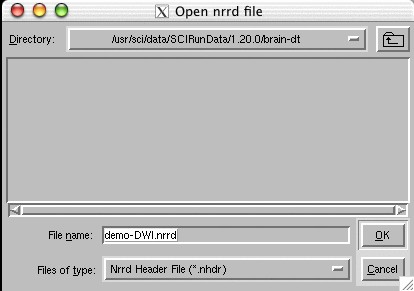 Open nrrd file
Directory: /usr/sci/data/SCIRunData/1.20.0/brain-dt
File name: demo-DWI.nrrd OK
Files of type: Nrrd Header File (*.nhdr) Cancel